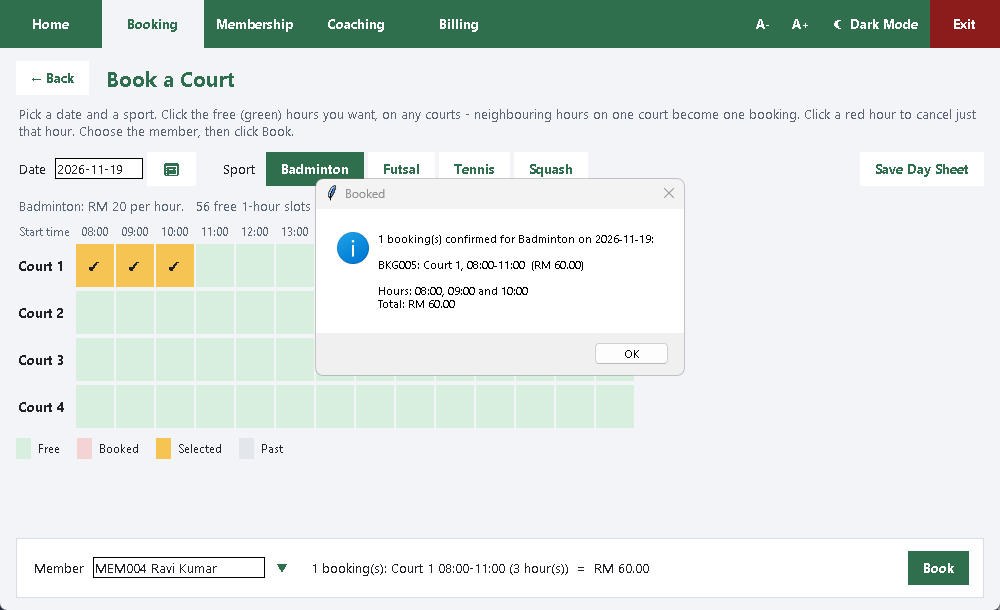 Home Booking Membership Coaching Billing A- A+ ☾ Dark Mode Exit
← Back Book a Court
Pick a date and a sport. Click the free (green) hours you want, on any courts - neighbouring hours on one court become one booking. Click a red hour to cancel just
that hour. Choose the member, then click Book.
Date 2026-11-19 Sport Badminton Futsal Tennis Squash Save Day Sheet
Badminton: RM 20 per hour. 56 free 1-hour slots
Start time 08:00 09:00 10:00 11:00 12:00 13:00
Court 1 ✓ ✓ ✓
Court 2
Court 3
Court 4
Free Booked Selected Past
Booked
1 booking(s) confirmed for Badminton on 2026-11-19:
BKG005: Court 1, 08:00-11:00 (RM 60.00)
Hours: 08:00, 09:00 and 10:00
Total: RM 60.00
OK
Member MEM004 Ravi Kumar 1 booking(s): Court 1 08:00-11:00 (3 hour(s)) = RM 60.00 Book